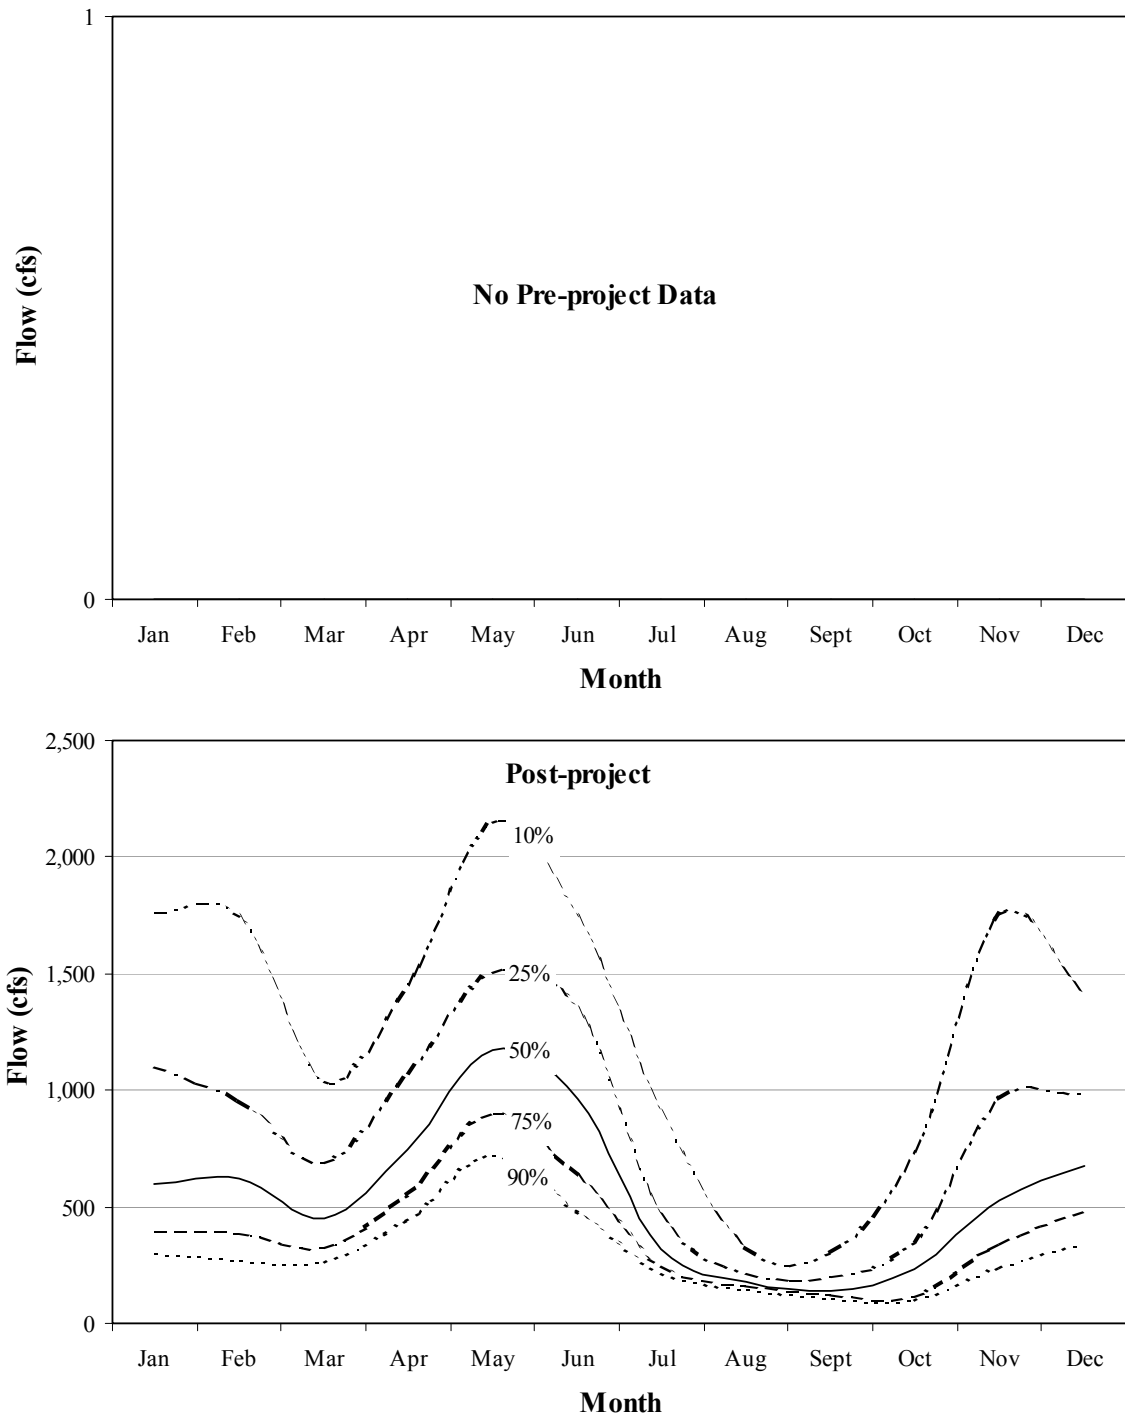 1
Flow (cfs)
No Pre-project Data
0
Jan Feb Mar Apr May Jun Jul Aug Sept Oct Nov Dec
Month
2,500
Post-project
10%
2,000
1,500
25%
Flow (cfs)
50%
1,000
75%
90%
500
0
Jan Feb Mar Apr May Jun Jul Aug Sept Oct Nov Dec
Month